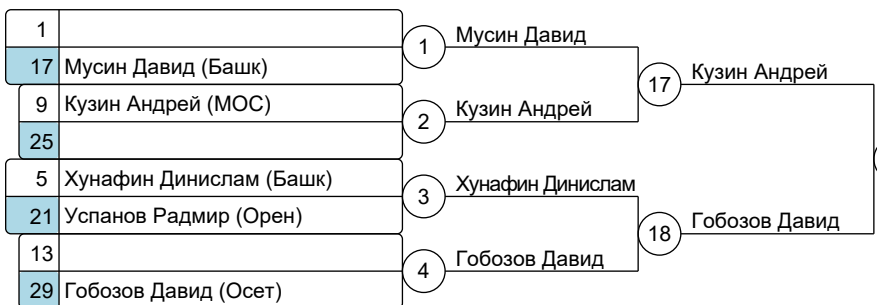 1
17 Мусин Давид (Башк)
1 Мусин Давид
9 Кузин Андрей (МОС)
25
2 Кузин Андрей
17 Кузин Андрей
5 Хунафин Динислам (Башк)
21 Успанов Радмир (Орен)
3 Хунафин Динислам
13
29 Гобозов Давид (Осет)
4 Гобозов Давид
18 Гобозов Давид